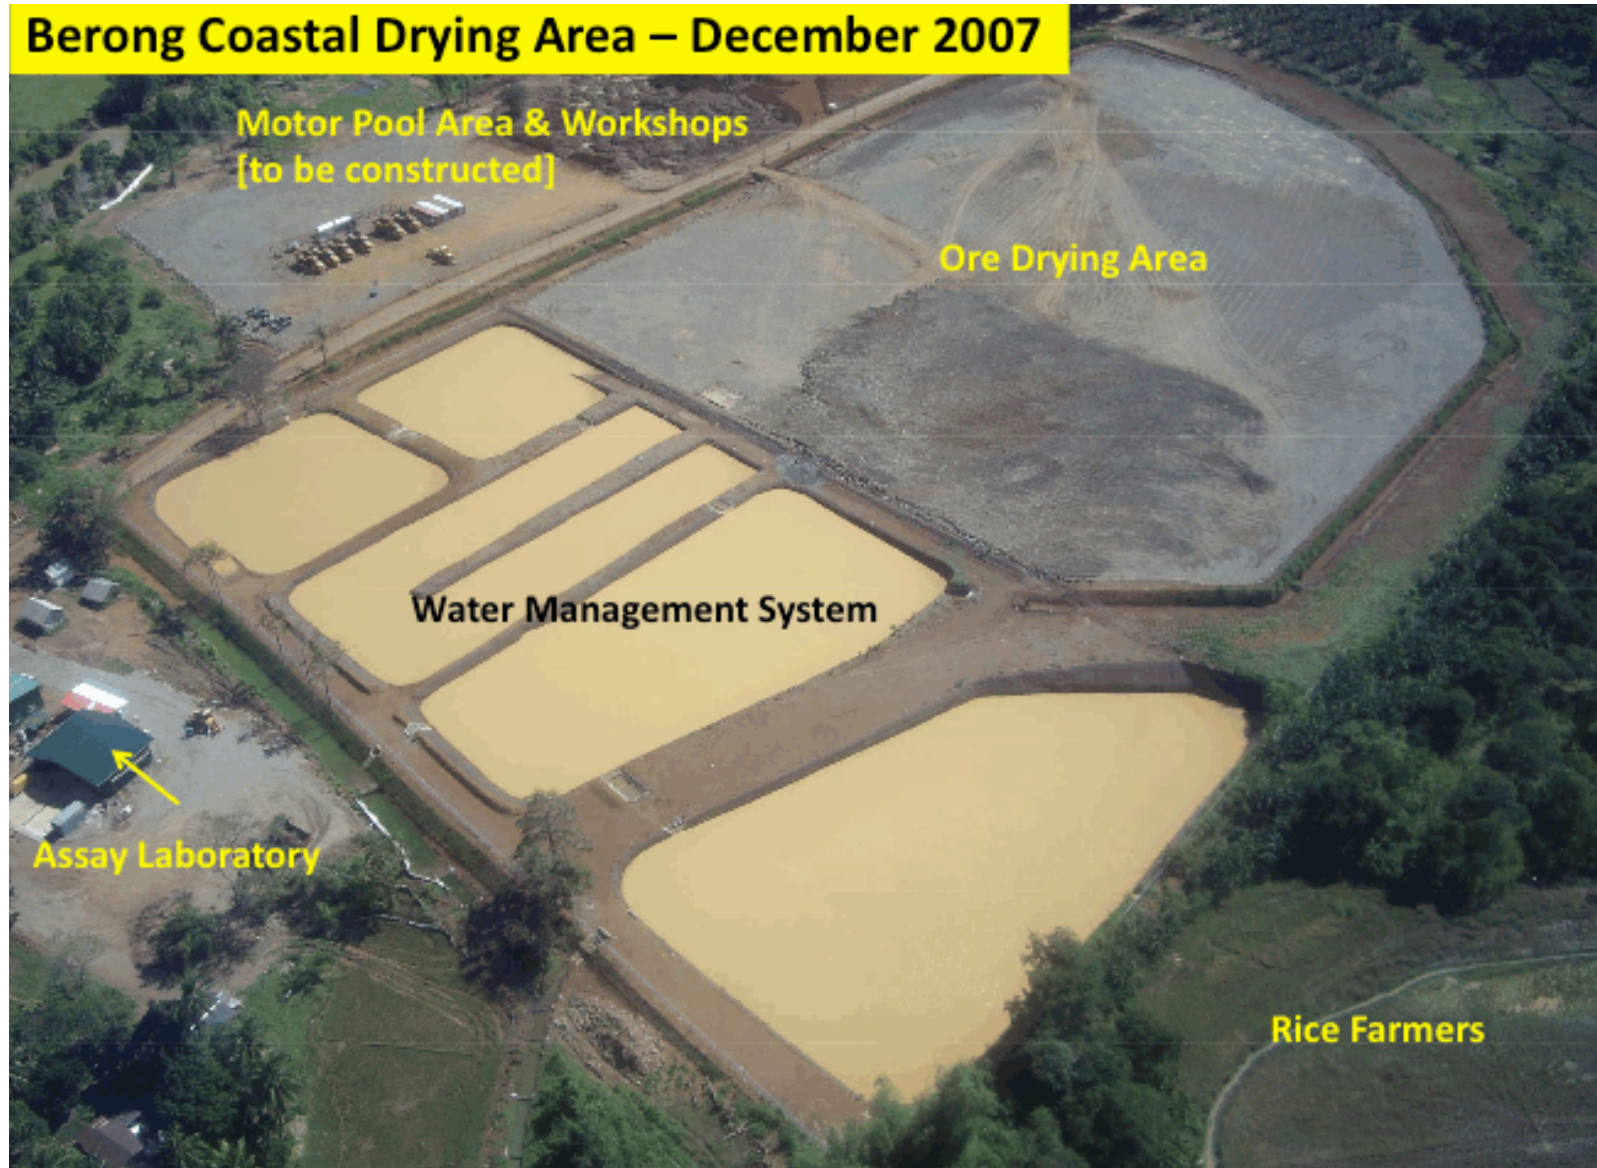 Berong Coastal Drying Area – December 2007
Motor Pool Area & Workshops
[to be constructed]
Ore Drying Area
Water Management System
Assay Laboratory
Rice Farmers